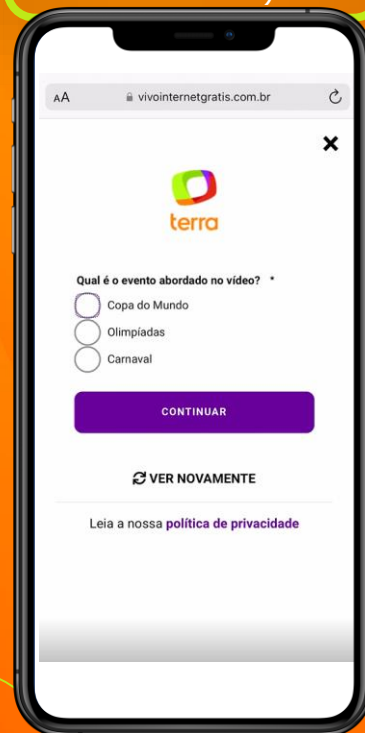 AA
vivointernetgratis.com.br
terra
Qual é o evento abordado no vídeo? *
Copa do Mundo
Olimpíadas
Carnaval
CONTINUAR
VER NOVAMENTE
Leia a nossa política de privacidade